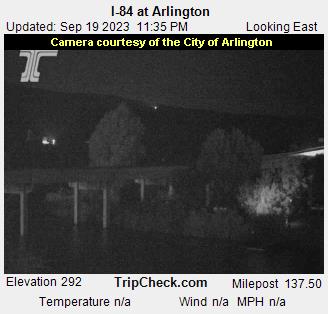 I-84 at Arlington
Updated: Sep 19 2023 11:35 PM Looking East
Camera courtesy of the City of Arlington
Elevation 292 TripCheck.com Milepost 137.50
Temperature n/a Wind n/a MPH n/a